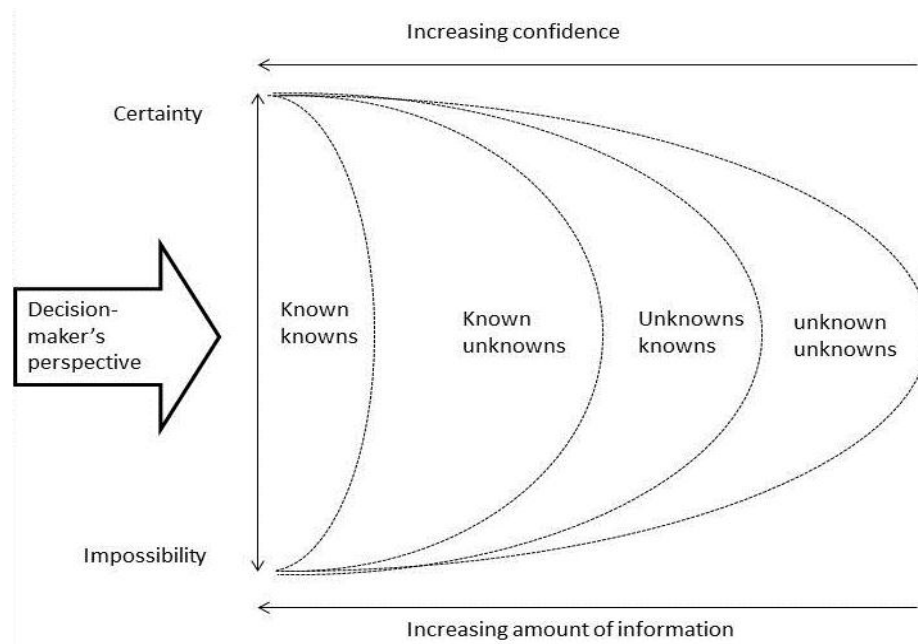 Increasing confidence
Certainty
Decision-
maker's
perspective
Known
knowns
Known
unknowns
Unknowns
knowns
unknown
unknowns
Impossibility
Increasing amount of information